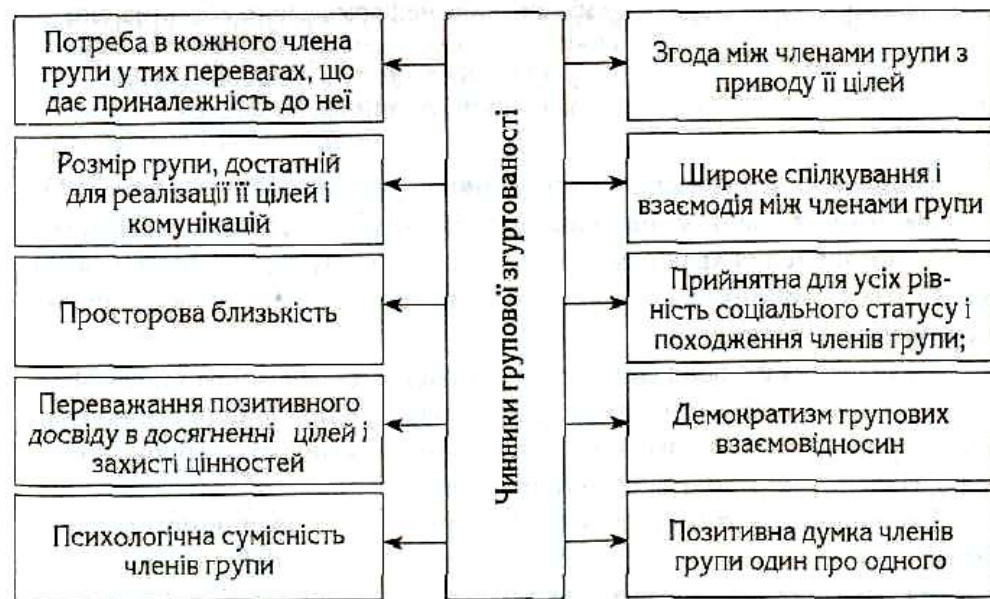 Потреба в кожного члена
групи у тих перевагах, що
дає приналежність до неї
Розмір групи, достатній
для реалізації її цілей і
комунікацій
Просторова близькість
Переважання позитивного
досвіду в досягненні цілей і
захисті цінностей
Психологічна сумісність
членів групи
Чинники групової згуртованості
Згода між членами групи з
приводу її цілей
Широке спілкування і
взаємодія між членами групи
Прийнятна для усіх рів-
ність соціального статусу і
походження членів групи;
Демократизм групових
взаємовідносин
Позитивна думка членів
групи один про одного